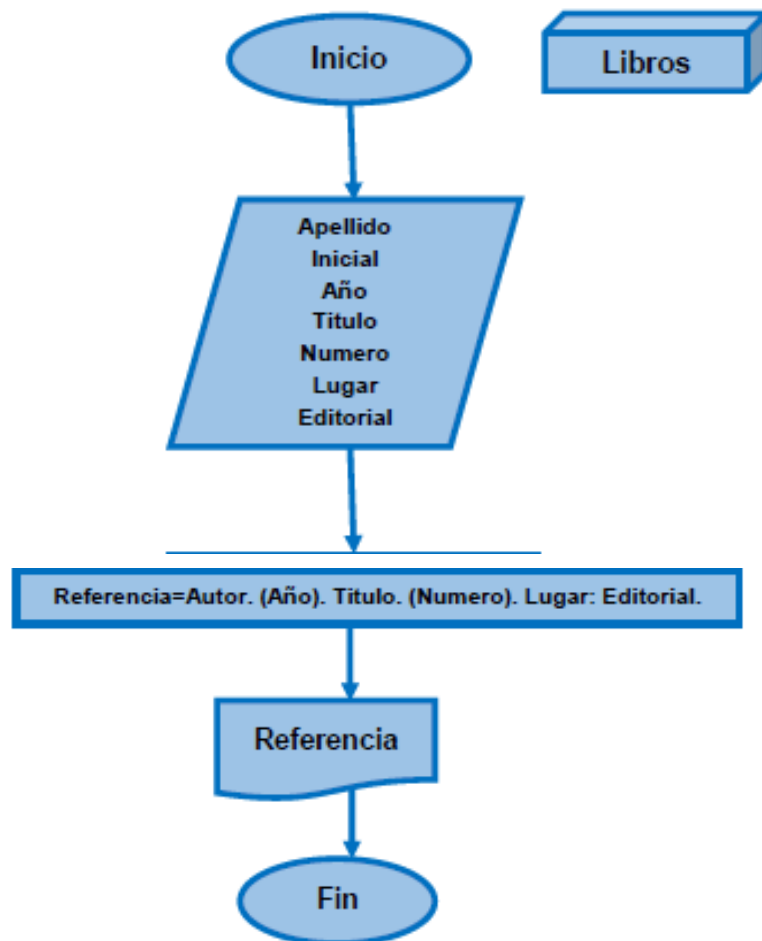 Inicio
Libros
Apellido
Inicial
Año
Titulo
Numero
Lugar
Editorial
Referencia=Autor. (Año). Titulo. (Numero). Lugar: Editorial.
Referencia
Fin